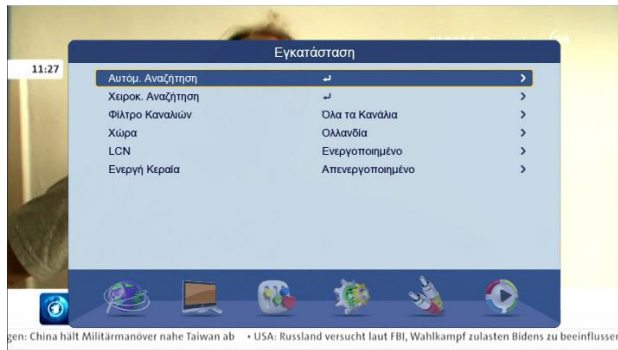 Εγκατάσταση
11:27
Αυτόμ. Αναζήτηση
Χειροκ. Αναζήτηση
Φίλτρο Καναλιών Όλα τα Κανάλια
Χώρα Ολλανδία
LCN Ενεργοποιημένο
Ενεργή Κεραία Απενεργοποιημένο
gen: China hält Militärmanöver nahe Taiwan ab • USA: Russland versucht laut FBI, Wahlkampf zulasten Bidens zu beeinflussen